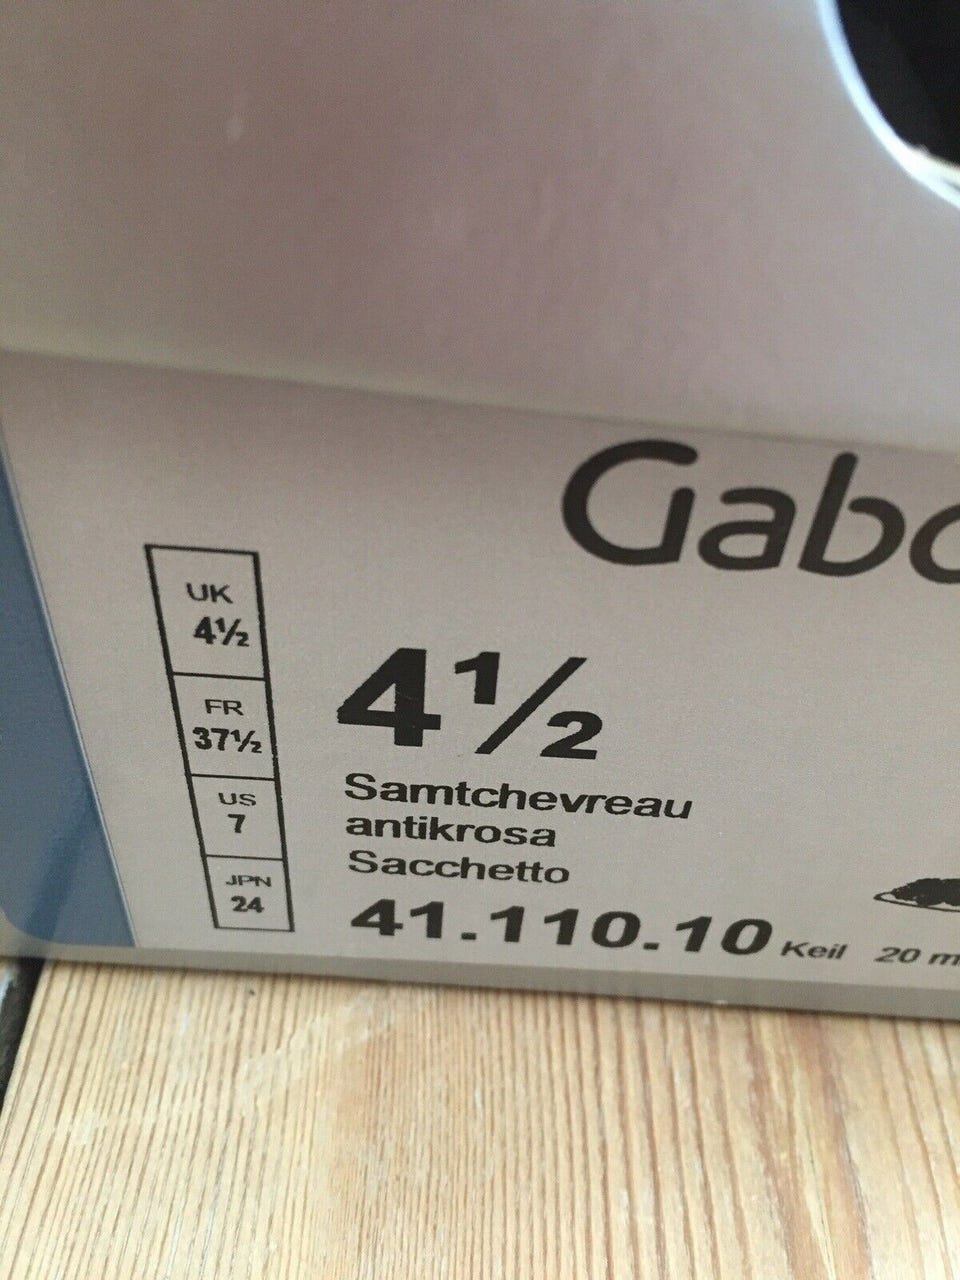 Gabo
UK
4½
FR
37½
US
7
JPN
24
4½
Samtchevreau
antikrosa
Sacchetto
41.110.10 Keil 20 m